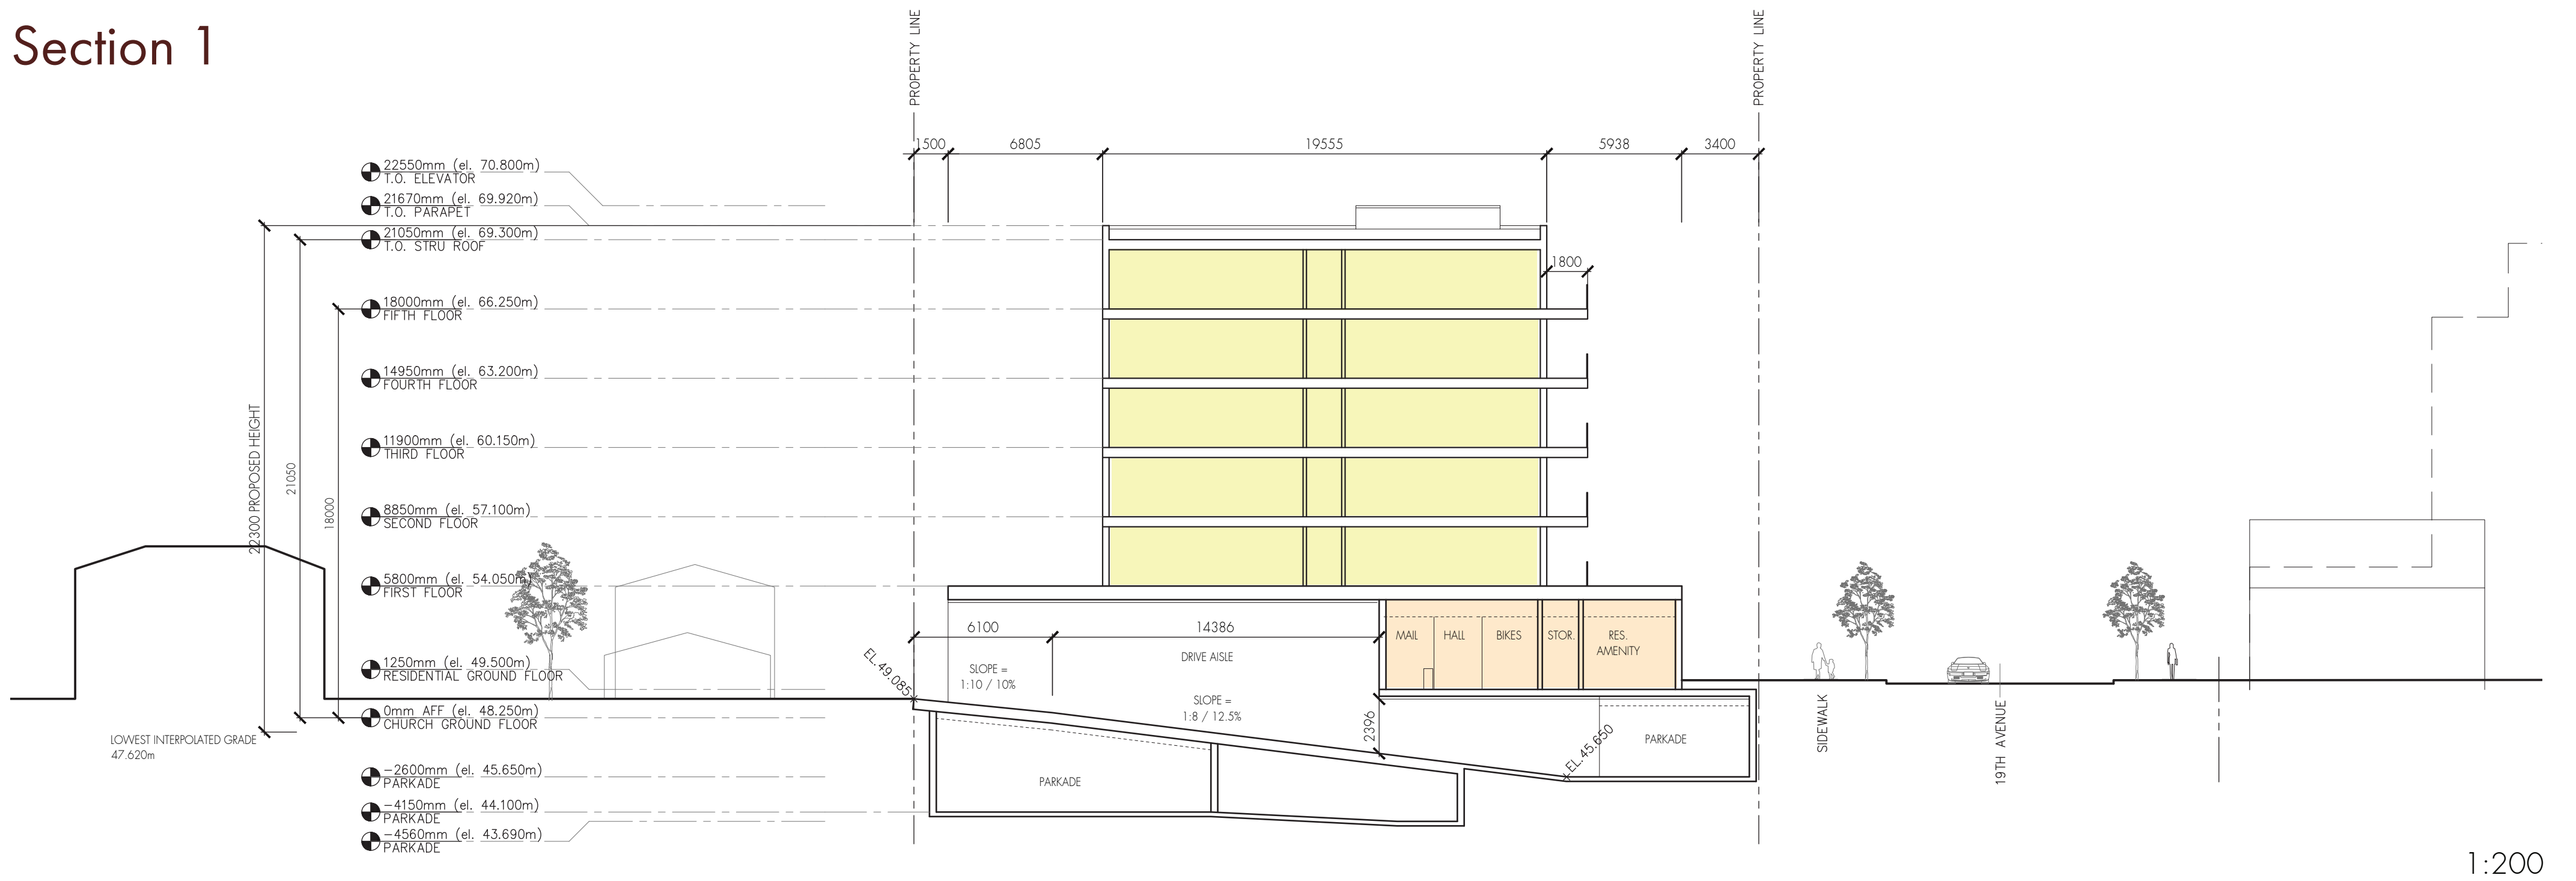 Section 1
PROPERTY LINE
PROPERTY LINE
1500
6805
19555
5938
3400
22550mm (el. 70.800m)
T.O. ELEVATOR
21670mm (el. 69.920m)
T.O. PARAPET
21050mm (el. 69.300m)
T.O. STRU ROOF
1800
18000mm (el. 66.250m)
FIFTH FLOOR
14950mm (el. 63.200m)
FOURTH FLOOR
11900mm (el. 60.150m)
THIRD FLOOR
22300 PROPOSED HEIGHT
21050
18000
8850mm (el. 57.100m)
SECOND FLOOR
5800mm (el. 54.050m)
FIRST FLOOR
6100
14386
MAIL
HALL
BIKES
STOR.
RES.
AMENITY
DRIVE AISLE
EL.49.085
SLOPE =
1:10 / 10%
1250mm (el. 49.500m)
RESIDENTIAL GROUND FLOOR
SLOPE =
1:8 / 12.5%
0mm AFF (el. 48.250m)
CHURCH GROUND FLOOR
2396
EL.45.650
PARKADE
SIDEWALK
19TH AVENUE
LOWEST INTERPOLATED GRADE
47.620m
-2600mm (el. 45.650m)
PARKADE
PARKADE
-4150mm (el. 44.100m)
PARKADE
-4560mm (el. 43.690m)
PARKADE
1:200